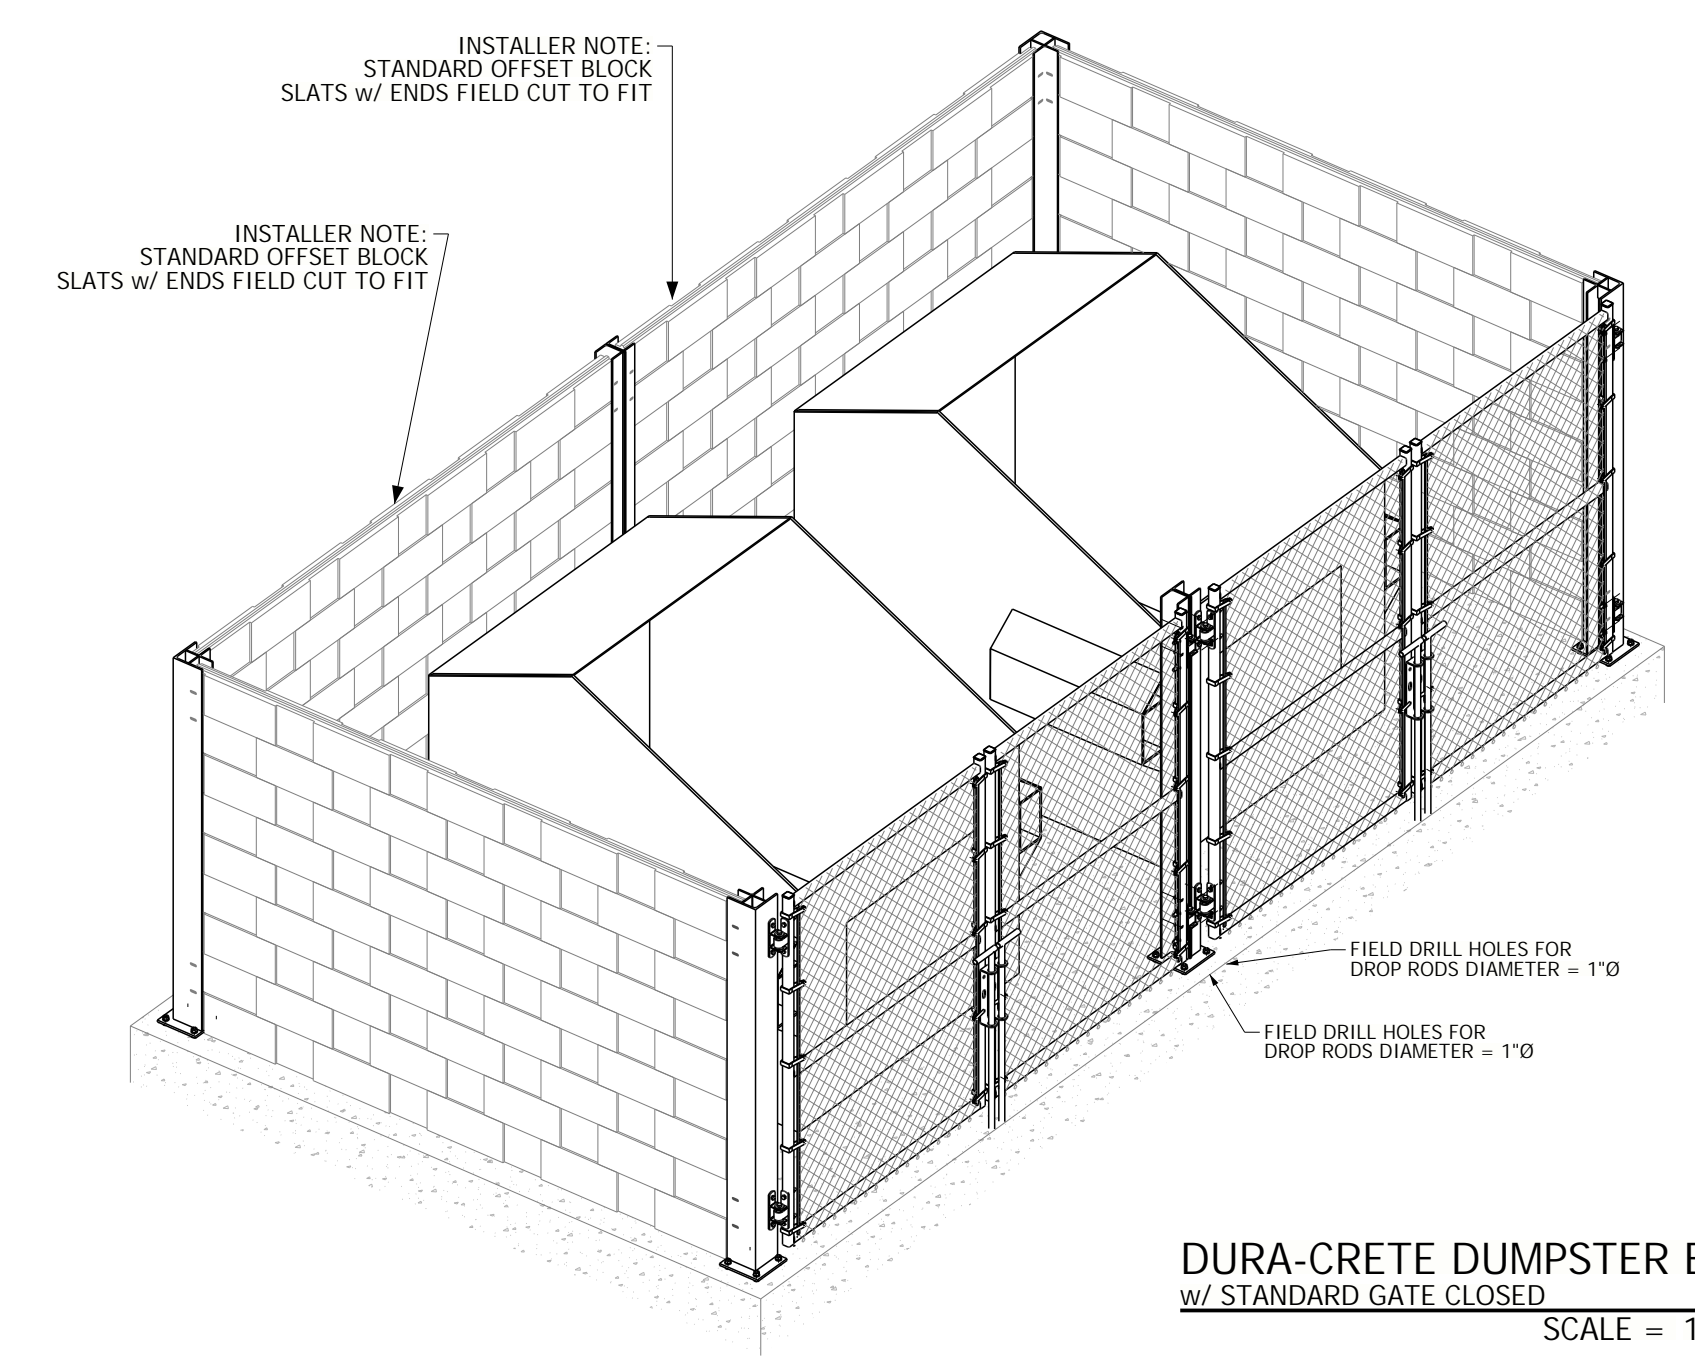 INSTALLER NOTE:
STANDARD OFFSET BLOCK
SLATS w/ ENDS FIELD CUT TO FIT
INSTALLER NOTE:
STANDARD OFFSET BLOCK
SLATS w/ ENDS FIELD CUT TO FIT
FIELD DRILL HOLES FOR
DROP RODS DIAMETER = 1"Ø
FIELD DRILL HOLES FOR
DROP RODS DIAMETER = 1"Ø
DURA-CRETE DUMPSTER
w/ STANDARD GATE CLOSED
SCALE = 1